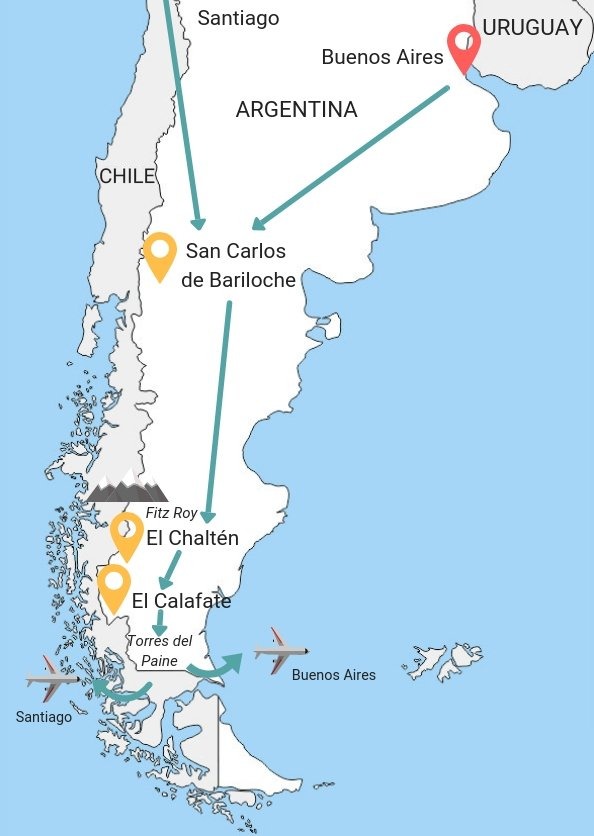 Santiago
URUGUAY
Buenos Aires
ARGENTINA
CHILE
San Carlos
de Bariloche
Fitz Roy
El Chaltén
El Calafate
Torres del
Paine
Buenos Aires
Santiago